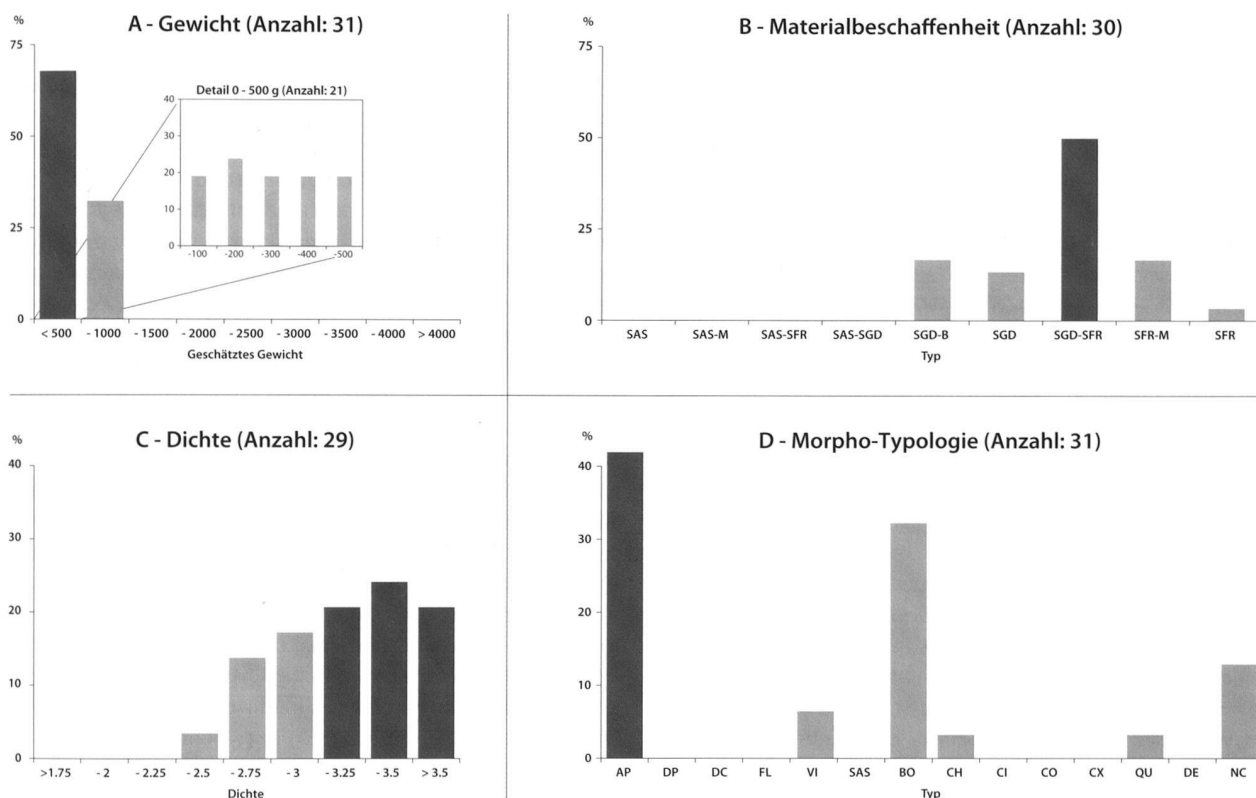 A - Gewicht (Anzahl: 31)
%
75
50
25
0
Detail 0 - 500 g (Anzahl: 21)
40
30
20
10
0
-100 -200 -300 -400 -500
< 500 - 1000 - 1500 - 2000 - 2500 - 3000 - 3500 - 4000 > 4000
Geschätztes Gewicht
B - Materialbeschaffenheit (Anzahl: 30)
%
75
50
25
0
SAS SAS-M SAS-SFR SAS-SGD SGD-B SGD SGD-SFR SFR-M SFR
Typ
C - Dichte (Anzahl: 29)
%
40
30
20
10
0
>1.75 - 2 - 2.25 - 2.5 - 2.75 - 3 - 3.25 - 3.5 > 3.5
Dichte
D - Morpho-Typologie (Anzahl: 31)
%
40
30
20
10
0
AP DP DC FL VI SAS BO CH CI CO CX QU DE NC
Typ